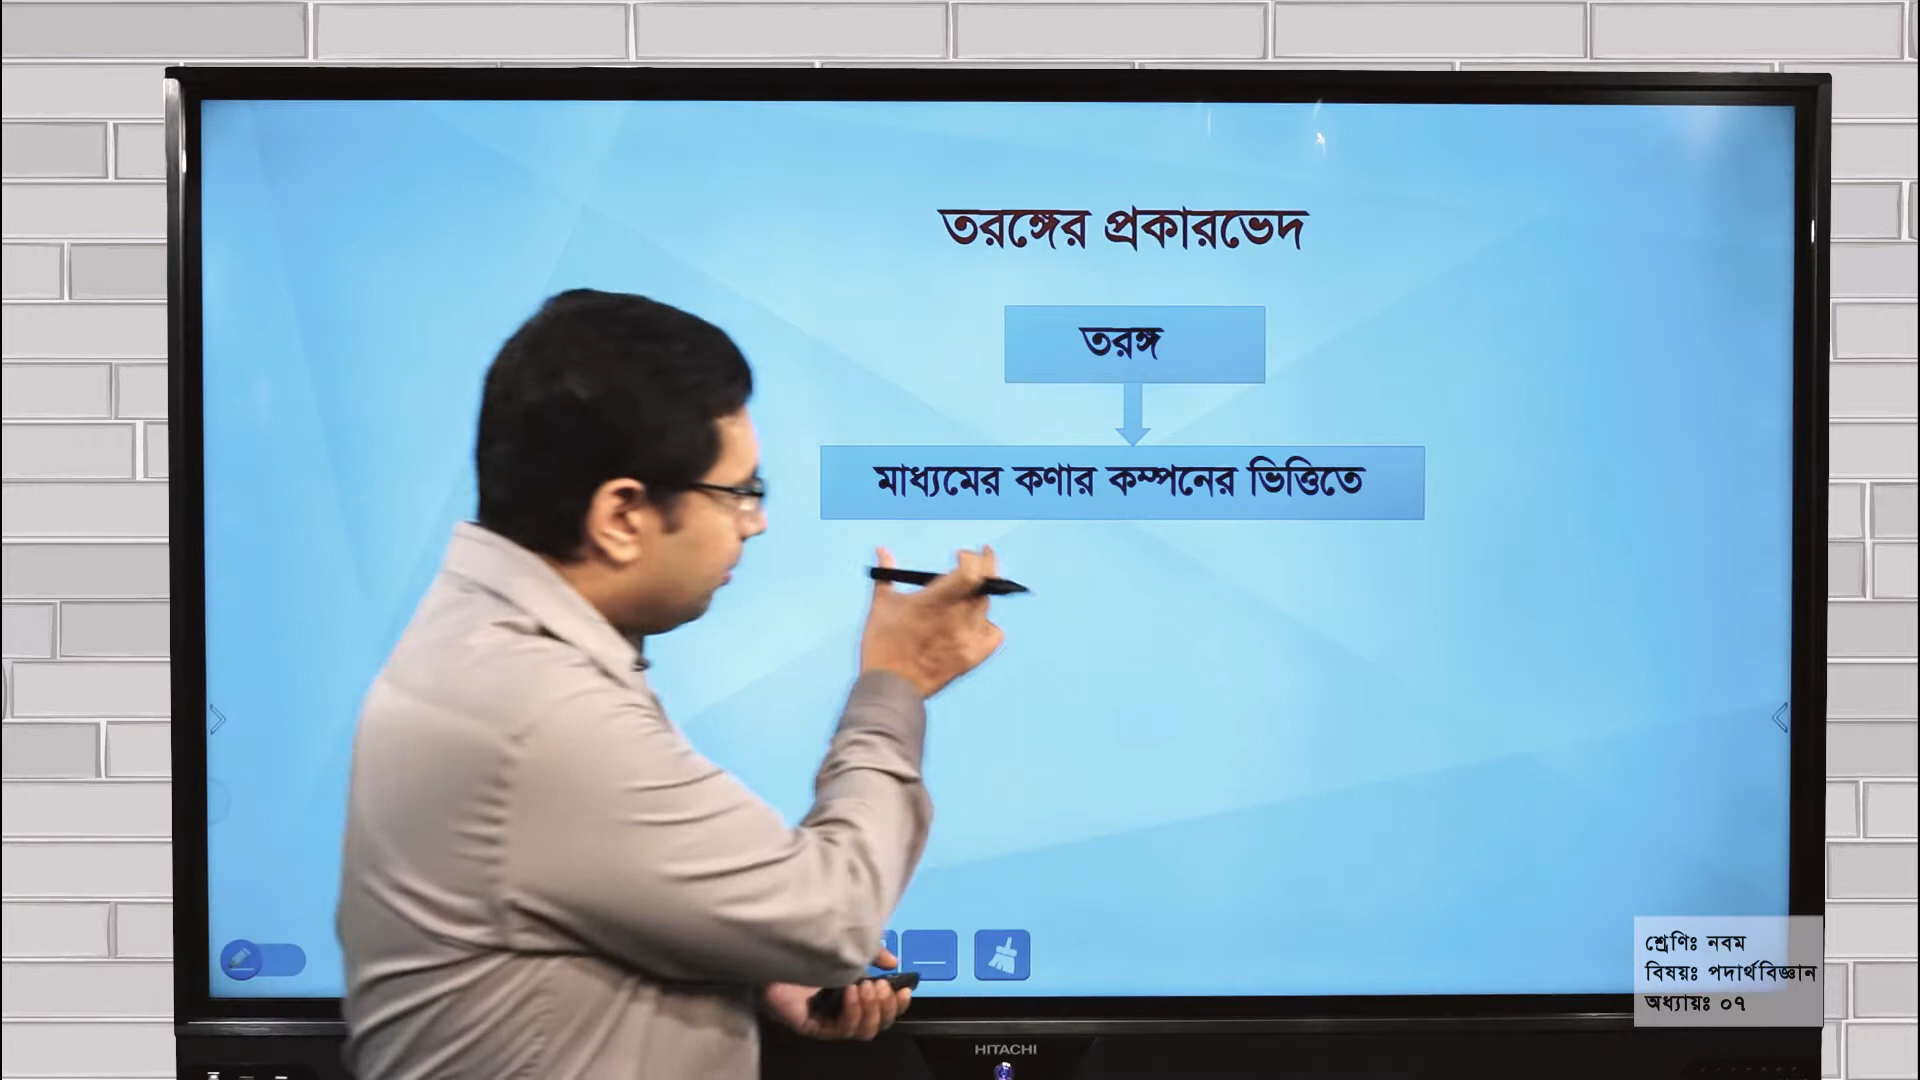 তরঙ্গের প্রকারভেদ
তরঙ্গ
মাধ্যমের কণার কম্পনের ভিত্তিতে
শ্রেণিঃ নবম
বিষয়ঃ পদার্থবিজ্ঞান
অধ্যায়ঃ ০৭
HITACHI